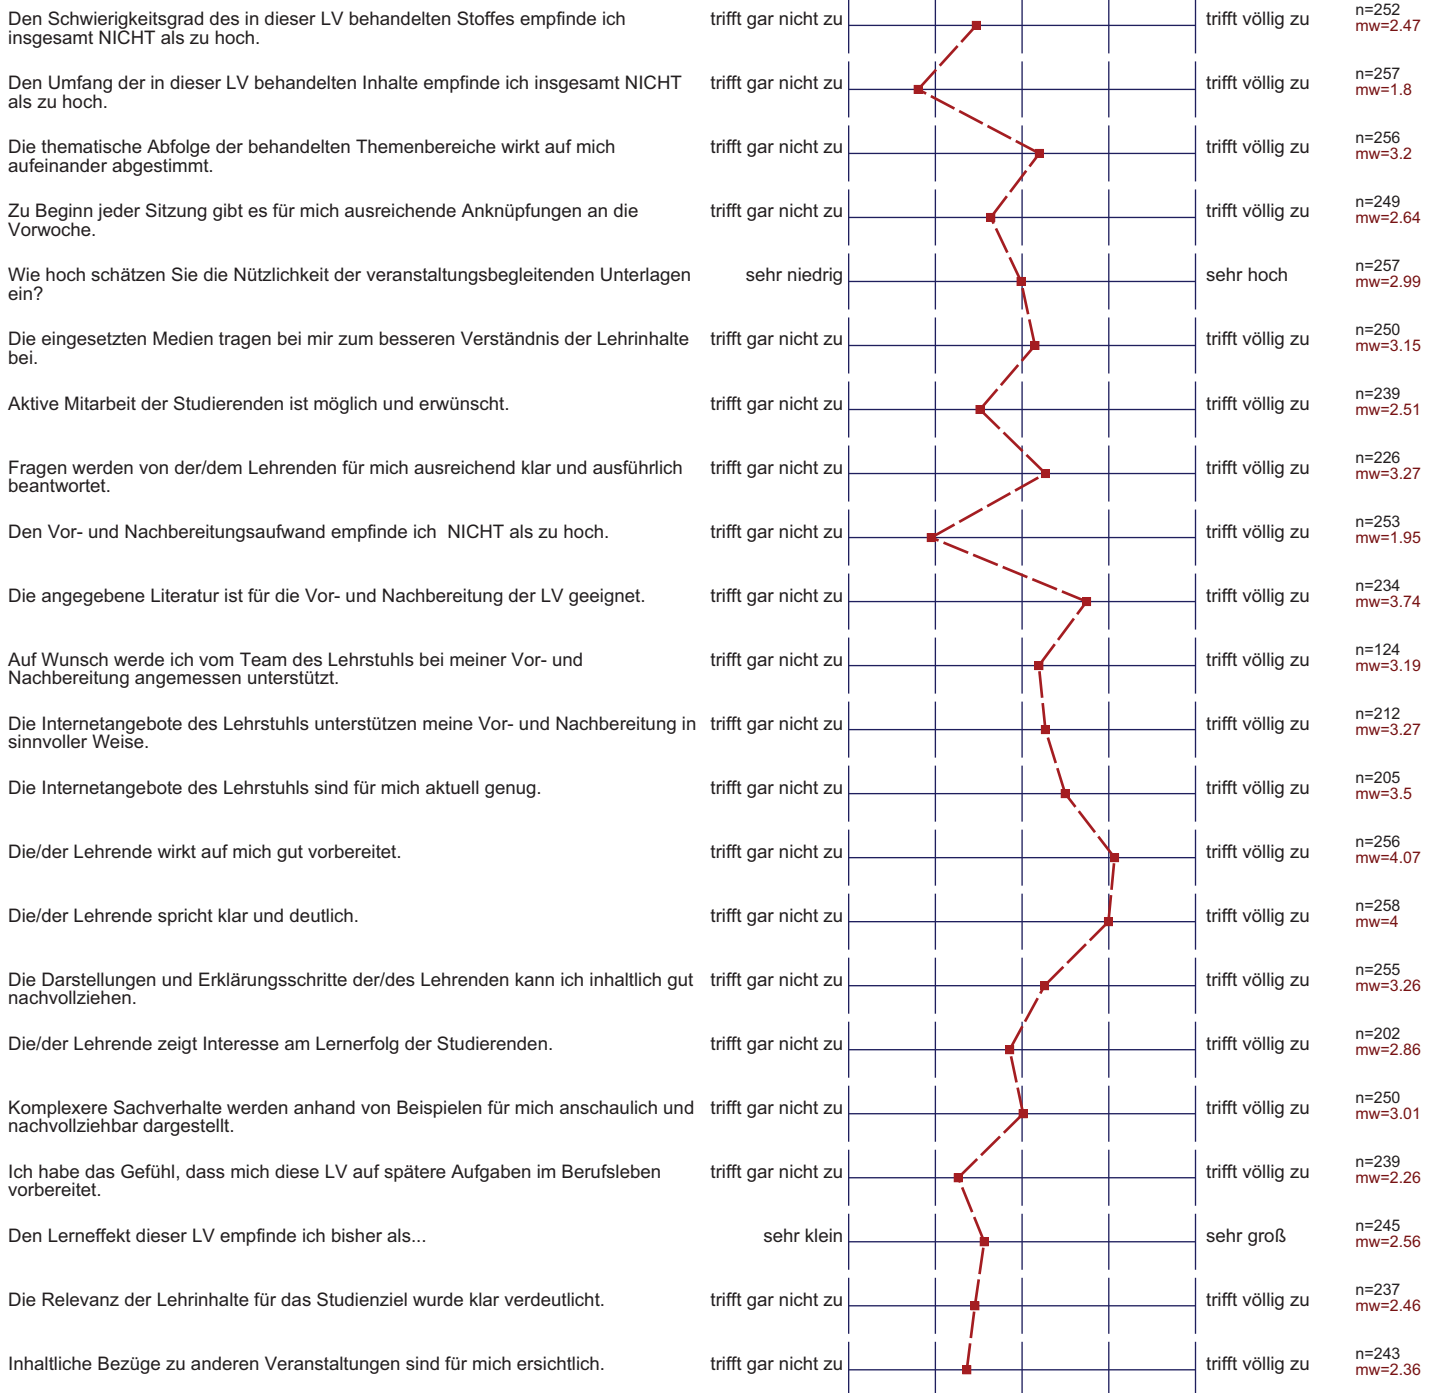 Den Schwierigkeitsgrad des in dieser LV behandelten Stoffes empfinde ich
insgesamt NICHT als zu hoch.
trifft gar nicht zu
trifft völlig zu
n=252
mw=2.47
Den Umfang der in dieser LV behandelten Inhalte empfinde ich insgesamt NICHT
als zu hoch.
trifft gar nicht zu
trifft völlig zu
n=257
mw=1.8
Die thematische Abfolge der behandelten Themenbereiche wirkt auf mich
aufeinander abgestimmt.
trifft gar nicht zu
trifft völlig zu
n=256
mw=3.2
Zu Beginn jeder Sitzung gibt es für mich ausreichende Anknüpfungen an die
Vorwoche.
trifft gar nicht zu
trifft völlig zu
n=249
mw=2.64
Wie hoch schätzen Sie die Nützlichkeit der veranstaltungsbegleitenden Unterlagen
ein?
sehr niedrig
sehr hoch
n=257
mw=2.99
Die eingesetzten Medien tragen bei mir zum besseren Verständnis der Lehrinhalte
bei.
trifft gar nicht zu
trifft völlig zu
n=250
mw=3.15
Aktive Mitarbeit der Studierenden ist möglich und erwünscht.
trifft gar nicht zu
trifft völlig zu
n=239
mw=2.51
Fragen werden von der/dem Lehrenden für mich ausreichend klar und ausführlich
beantwortet.
trifft gar nicht zu
trifft völlig zu
n=226
mw=3.27
Den Vor- und Nachbereitungsaufwand empfinde ich  NICHT als zu hoch.
trifft gar nicht zu
trifft völlig zu
n=253
mw=1.95
Die angegebene Literatur ist für die Vor- und Nachbereitung der LV geeignet.
trifft gar nicht zu
trifft völlig zu
n=234
mw=3.74
Auf Wunsch werde ich vom Team des Lehrstuhls bei meiner Vor- und
Nachbereitung angemessen unterstützt.
trifft gar nicht zu
trifft völlig zu
n=124
mw=3.19
Die Internetangebote des Lehrstuhls unterstützen meine Vor- und Nachbereitung in
sinnvoller Weise.
trifft gar nicht zu
trifft völlig zu
n=212
mw=3.27
Die Internetangebote des Lehrstuhls sind für mich aktuell genug.
trifft gar nicht zu
trifft völlig zu
n=205
mw=3.5
Die/der Lehrende wirkt auf mich gut vorbereitet.
trifft gar nicht zu
trifft völlig zu
n=256
mw=4.07
Die/der Lehrende spricht klar und deutlich.
trifft gar nicht zu
trifft völlig zu
n=258
mw=4
Die Darstellungen und Erklärungsschritte der/des Lehrenden kann ich inhaltlich gut
nachvollziehen.
trifft gar nicht zu
trifft völlig zu
n=255
mw=3.26
Die/der Lehrende zeigt Interesse am Lernerfolg der Studierenden.
trifft gar nicht zu
trifft völlig zu
n=202
mw=2.86
Komplexere Sachverhalte werden anhand von Beispielen für mich anschaulich und
nachvollziehbar dargestellt.
trifft gar nicht zu
trifft völlig zu
n=250
mw=3.01
Ich habe das Gefühl, dass mich diese LV auf spätere Aufgaben im Berufsleben
vorbereitet.
trifft gar nicht zu
trifft völlig zu
n=239
mw=2.26
Den Lerneffekt dieser LV empfinde ich bisher als...
sehr klein
sehr groß
n=245
mw=2.56
Die Relevanz der Lehrinhalte für das Studienziel wurde klar verdeutlicht.
trifft gar nicht zu
trifft völlig zu
n=237
mw=2.46
Inhaltliche Bezüge zu anderen Veranstaltungen sind für mich ersichtlich.
trifft gar nicht zu
trifft völlig zu
n=243
mw=2.36